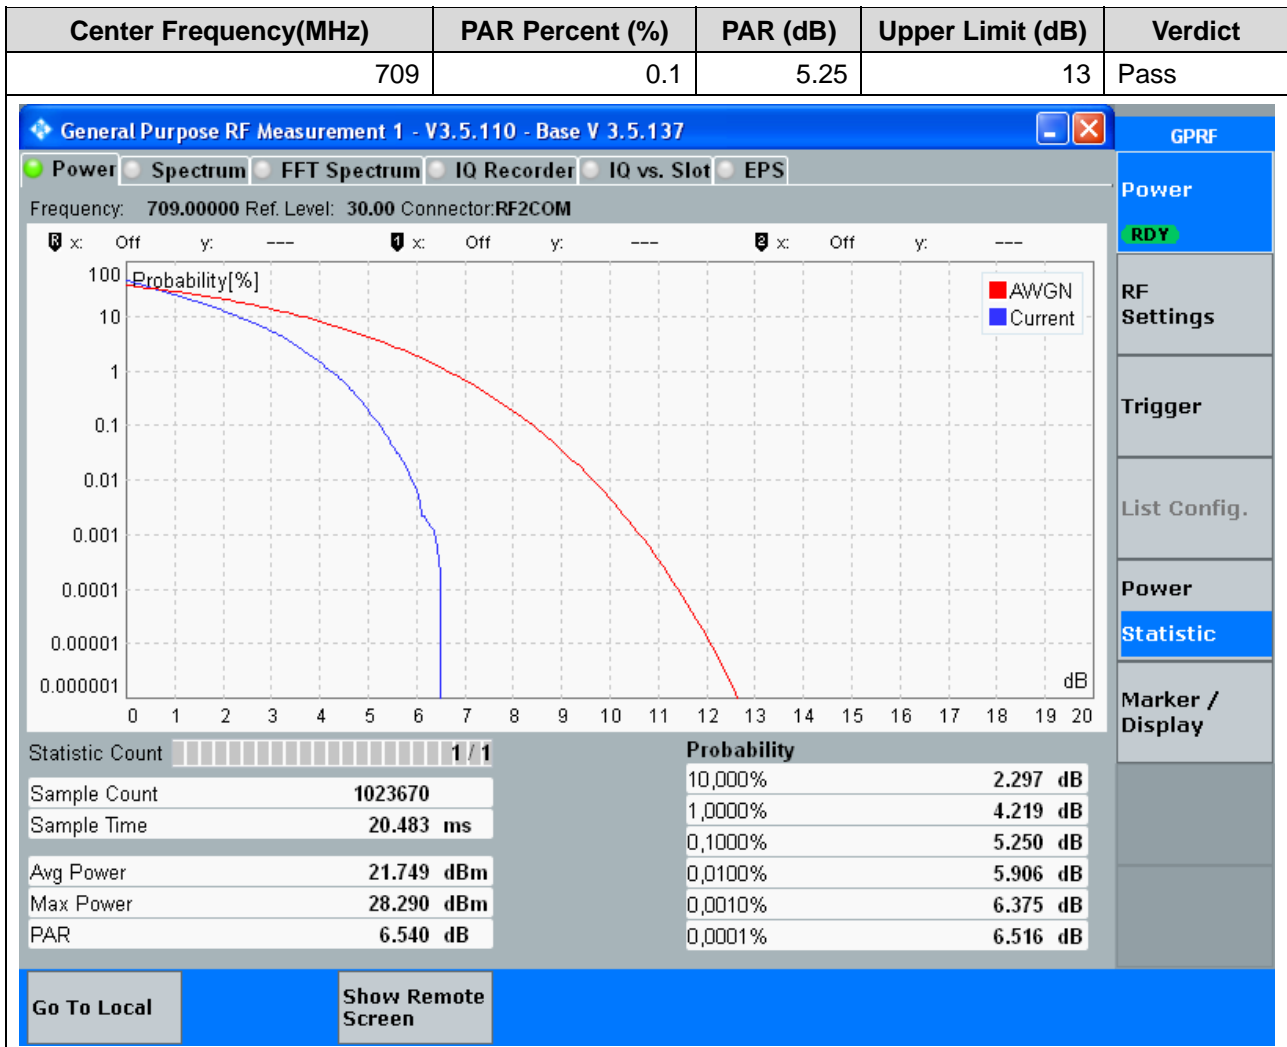 Center Frequency(MHz) PAR Percent (%) PAR (dB) Upper Limit (dB) Verdict
709 0.1 5.25 13 Pass
General Purpose RF Measurement 1 - V3.5.110 - Base V 3.5.137
Power Spectrum FFT Spectrum IQ Recorder IQ vs. Slot EPS
Frequency: 709.00000 Ref. Level: 30.00 Connector:RF2COM
R x: Off y: --- 1 x: Off y: --- 2 x: Off y: ---
Probability[%]
AWGN
Current
100
10
1
0.1
0.01
0.001
0.0001
0.00001
0.000001
dB
0 1 2 3 4 5 6 7 8 9 10 11 12 13 14 15 16 17 18 19 20
Statistic Count 1 / 1
Sample Count 1023670
Sample Time 20.483 ms
Avg Power 21.749 dBm
Max Power 28.290 dBm
PAR 6.540 dB
Probability
10,000% 2.297 dB
1,0000% 4.219 dB
0,1000% 5.250 dB
0,0100% 5.906 dB
0,0010% 6.375 dB
0,0001% 6.516 dB
GPRF
Power
RDY
RF
Settings
Trigger
List Config.
Power
Statistic
Marker /
Display
Go To Local
Show Remote
Screen